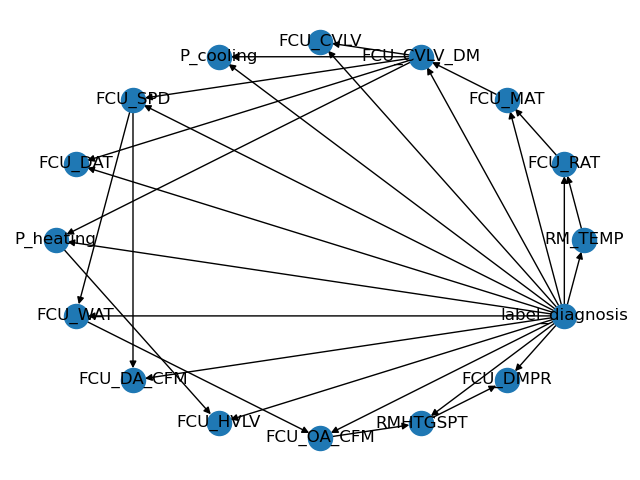 FCU_CVLV
P_cooling
FCU_CVLV_DM
FCU_SPD
FCU_MAT
FCU_DAT
FCU_RAT
P_heating
RM_TEMP
FCU_WAT
label_diagnosis
FCU_DA_CFM
FCU_DMPR
FCU_HVLV
RMHTGSPT
FCU_OA_CFM